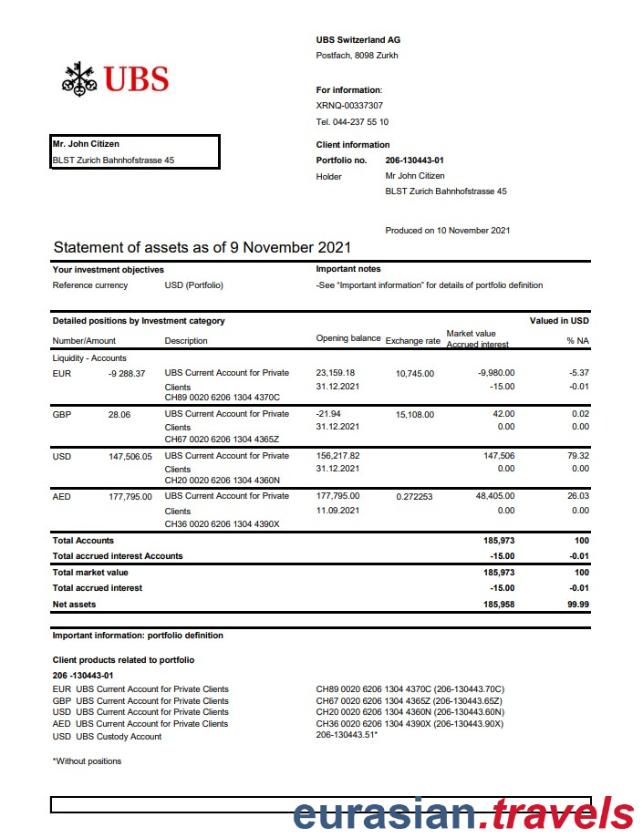 UBS
UBS Switzerland AG
Postfach, 8098 Zurkh
For information:
XRNQ-00337307
Tel. 044-237 55 10
Mr. John Citizen
BLST Zurich Bahnhofstrasse 45
Client information
Portfolio no. 206-130443-01
Holder Mr John Citizen
BLST Zurich Bahnhofstrasse 45
Produced on 10 November 2021
Statement of assets as of 9 November 2021
Your investment objectives Important notes
Reference currency USD (Portfolio) -See "Important information" for details of portfolio definition
Detailed positions by Investment category Valued in USD
Number/Amount Description Opening balance Exchange rate Market value % NA
Accrued interest
Liquidity - Accounts
EUR -9 288.37 UBS Current Account for Private 23,159.18 10,745.00 -9,980.00 -5.37
Clients 31.12.2021 -15.00 -0.01
CH89 0020 6206 1304 4370C
GBP 28.06 UBS Current Account for Private -21.94 15,108.00 42.00 0.02
Clients 31.12.2021 0.00 0.00
CH67 0020 6206 1304 4365Z
USD 147,506.05 UBS Current Account for Private 156,217.82 147,506 79.32
Clients 31.12.2021 0.00 0.00
CH20 0020 6206 1304 4360N
AED 177,795.00 UBS Current Account for Private 177,795.00 0.272253 48,405.00 26.03
Clients 11.09.2021 0.00 0.00
CH36 0020 6206 1304 4390X
Total Accounts 185,973 100
Total accrued interest Accounts -15.00 -0.01
Total market value 185,973 100
Total accrued interest -15.00 -0.01
Net assets 185,958 99.99
Important information: portfolio definition
Client products related to portfolio
206 -130443-01
EUR UBS Current Account for Private Clients CH89 0020 6206 1304 4370C (206-130443.70C)
GBP UBS Current Account for Private Clients CH67 0020 6206 1304 4365Z (206-130443.65Z)
USD UBS Current Account for Private Clients CH20 0020 6206 1304 4360N (206-130443.60N)
AED UBS Current Account for Private Clients CH36 0020 6206 1304 4390X (206-130443.90X)
USD UBS Custody Account 206-130443.51*
*Without positions
eurasian.travels